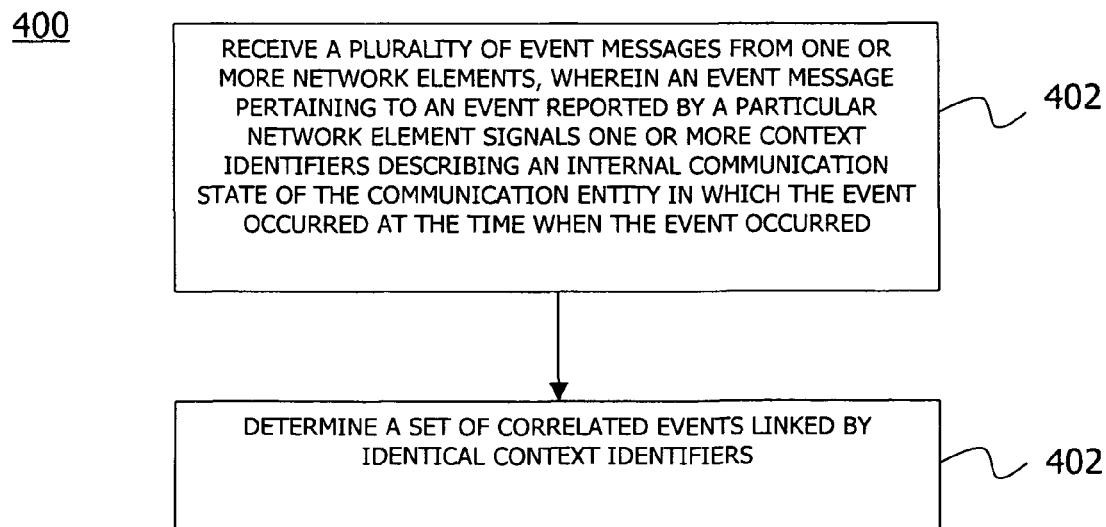 400
RECEIVE A PLURALITY OF EVENT MESSAGES FROM ONE OR
MORE NETWORK ELEMENTS, WHEREIN AN EVENT MESSAGE
PERTAINING TO AN EVENT REPORTED BY A PARTICULAR
NETWORK ELEMENT SIGNALS ONE OR MORE CONTEXT
IDENTIFIERS DESCRIBING AN INTERNAL COMMUNICATION
STATE OF THE COMMUNICATION ENTITY IN WHICH THE EVENT
OCCURRED AT THE TIME WHEN THE EVENT OCCURRED
402
DETERMINE A SET OF CORRELATED EVENTS LINKED BY
IDENTICAL CONTEXT IDENTIFIERS
402